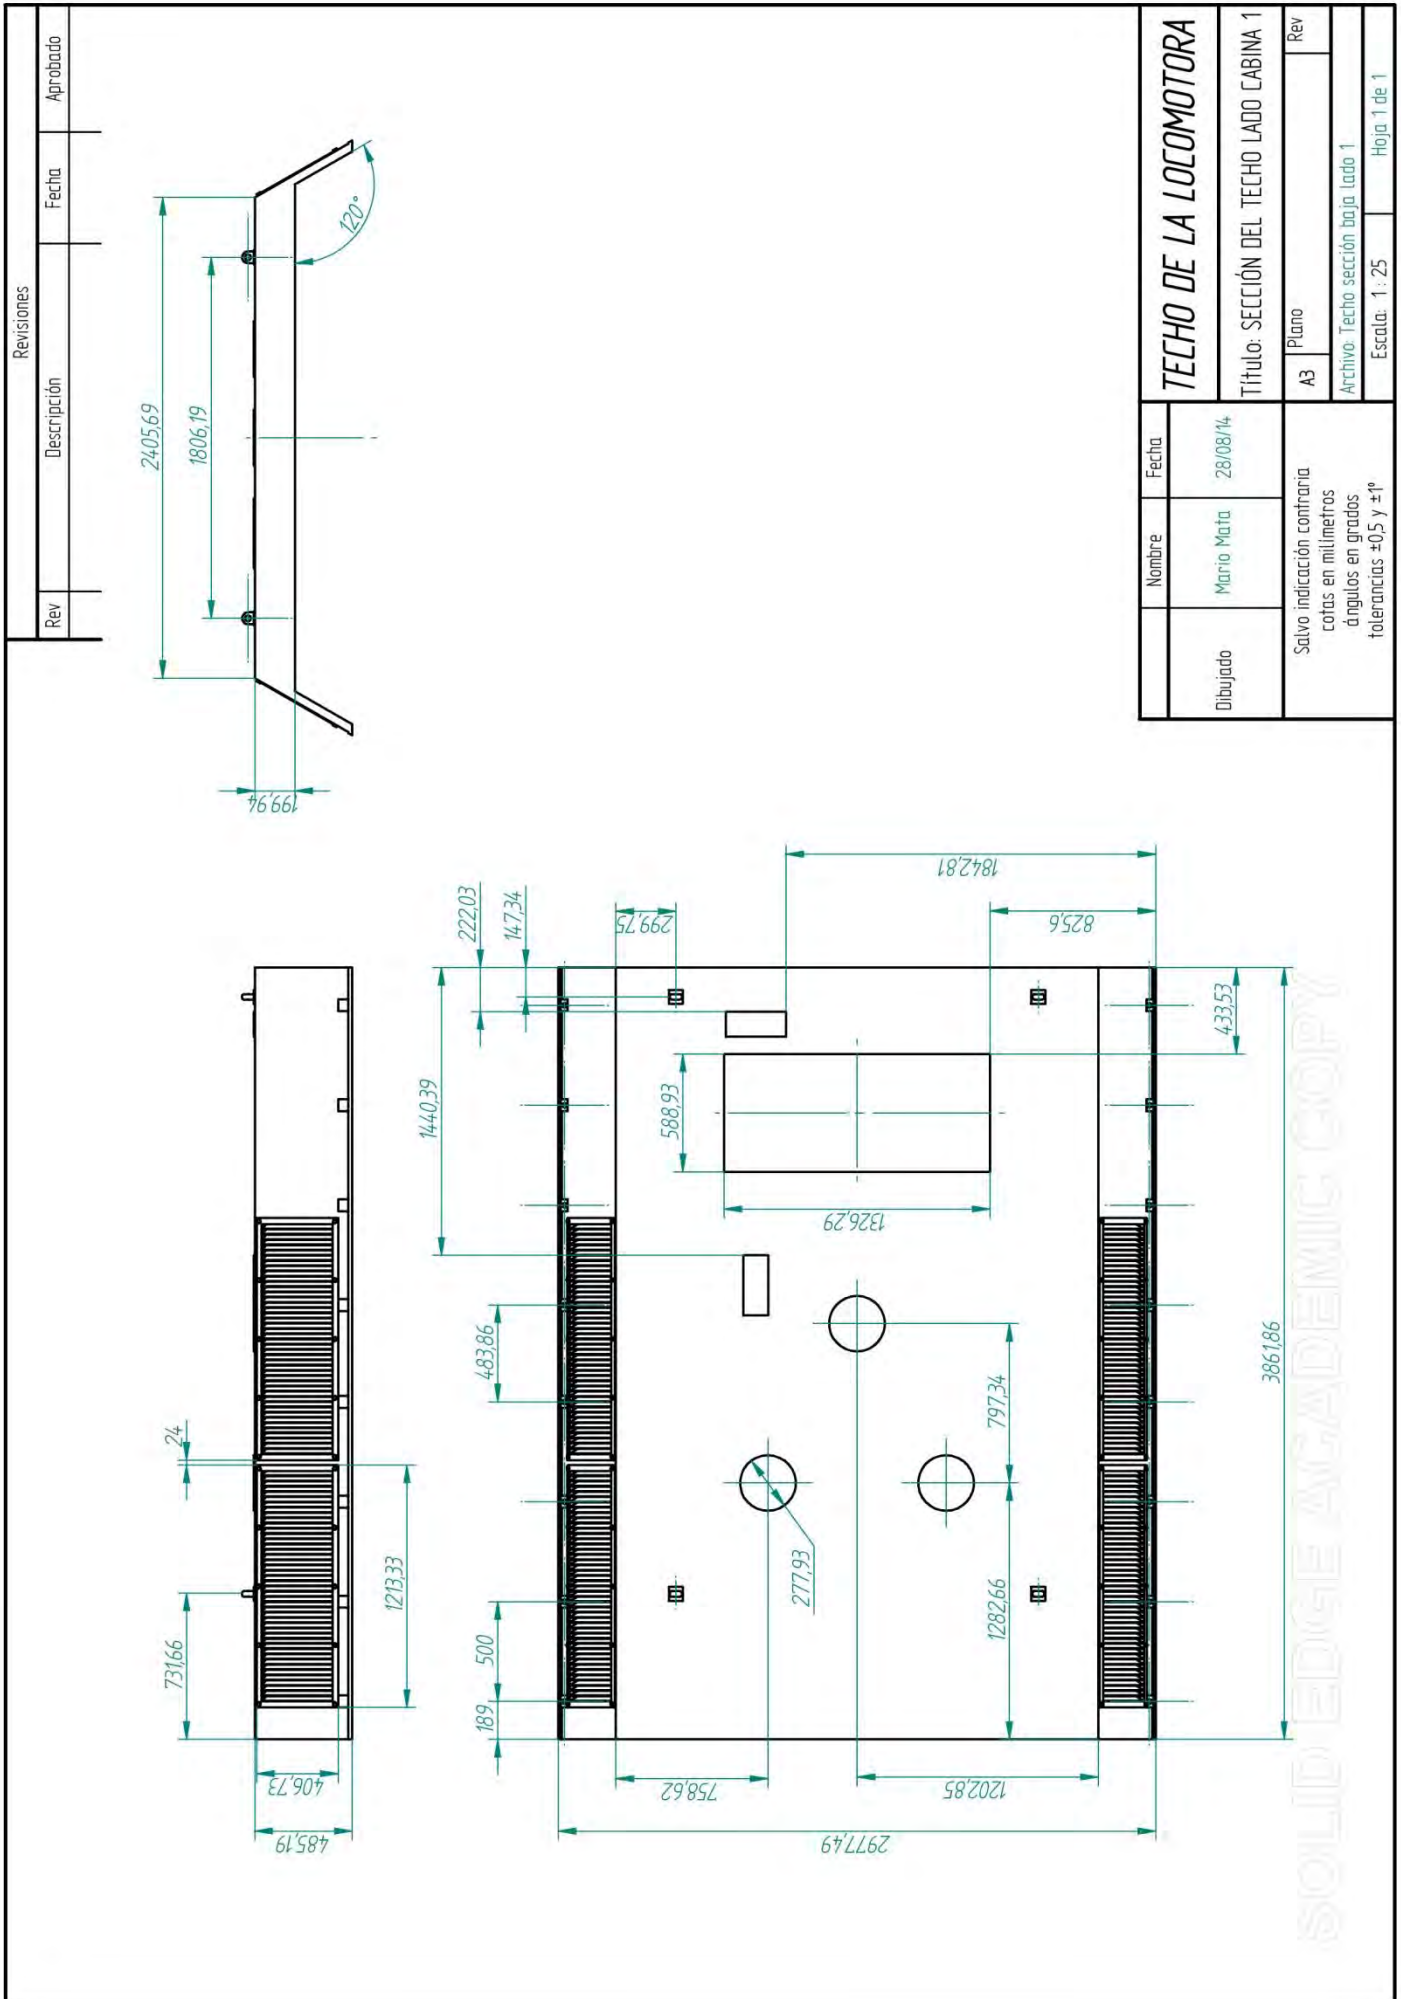 Revisiones
Rev Descripción Fecha Aprobado
2405,69
1806,19
120°
199,94
24
731,66
1213,33
406,73
485,19
222,03
147,34
299,75
1842,81
825,6
1440,39
588,93
433,53
1326,29
483,86
797,34
3861,86
277,93
1282,66
500
189
758,62
1202,85
2977,49
Nombre Fecha
Dibujado Mario Mata 28/08/14
TECHO DE LA LOCOMOTORA
Título: SECCIÓN DEL TECHO LADO CABINA 1
Salvo indicación contraria
cotas en milímetros
ángulos en grados
tolerancias ±0,5 y ±1º
A3 Plano Rev
Archivo: Techo sección baja lado 1
Escala: 1 : 25 Hoja 1 de 1
SOLID EDGE ACADEMIC COPY